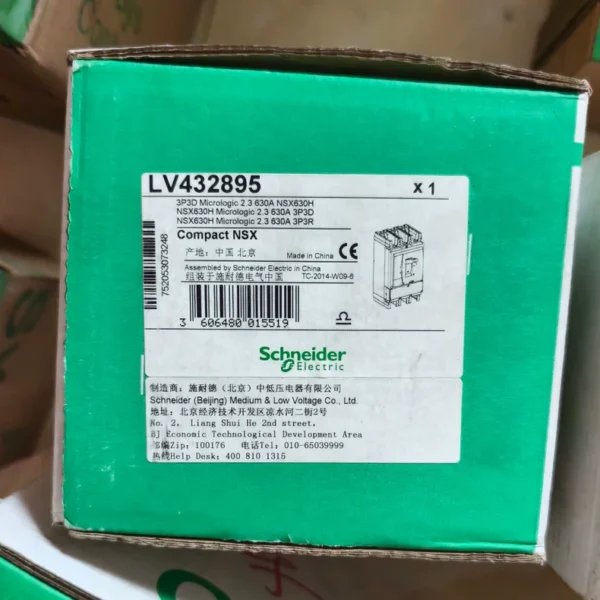 LV432895 x 1
3P3D Micrologic 2.3 630A NSX630H
NSX630H Micrologic 2.3 630A 3P3D
NSX630H Micrologic 2.3 630A 3P3R
Compact NSX
产地: 中国 北京 Made in China CE
Assembled by Schneider Electric in China
组装于施耐德电气中国 TC-2014-W09-6
752053073248
3 606480 015519
Schneider
Electric
制造商: 施耐德 (北京) 中低压电器有限公司
Schneider (Beijing) Medium & Low Voltage Co., Ltd.
地址: 北京经济技术开发区凉水河二街2号
No. 2, Liang Shui He 2nd street,
BJ Economic Technological Development Area
邮编Zip: 100176 电话Tel: 010-65039999
热线Help Desk: 400 810 1315